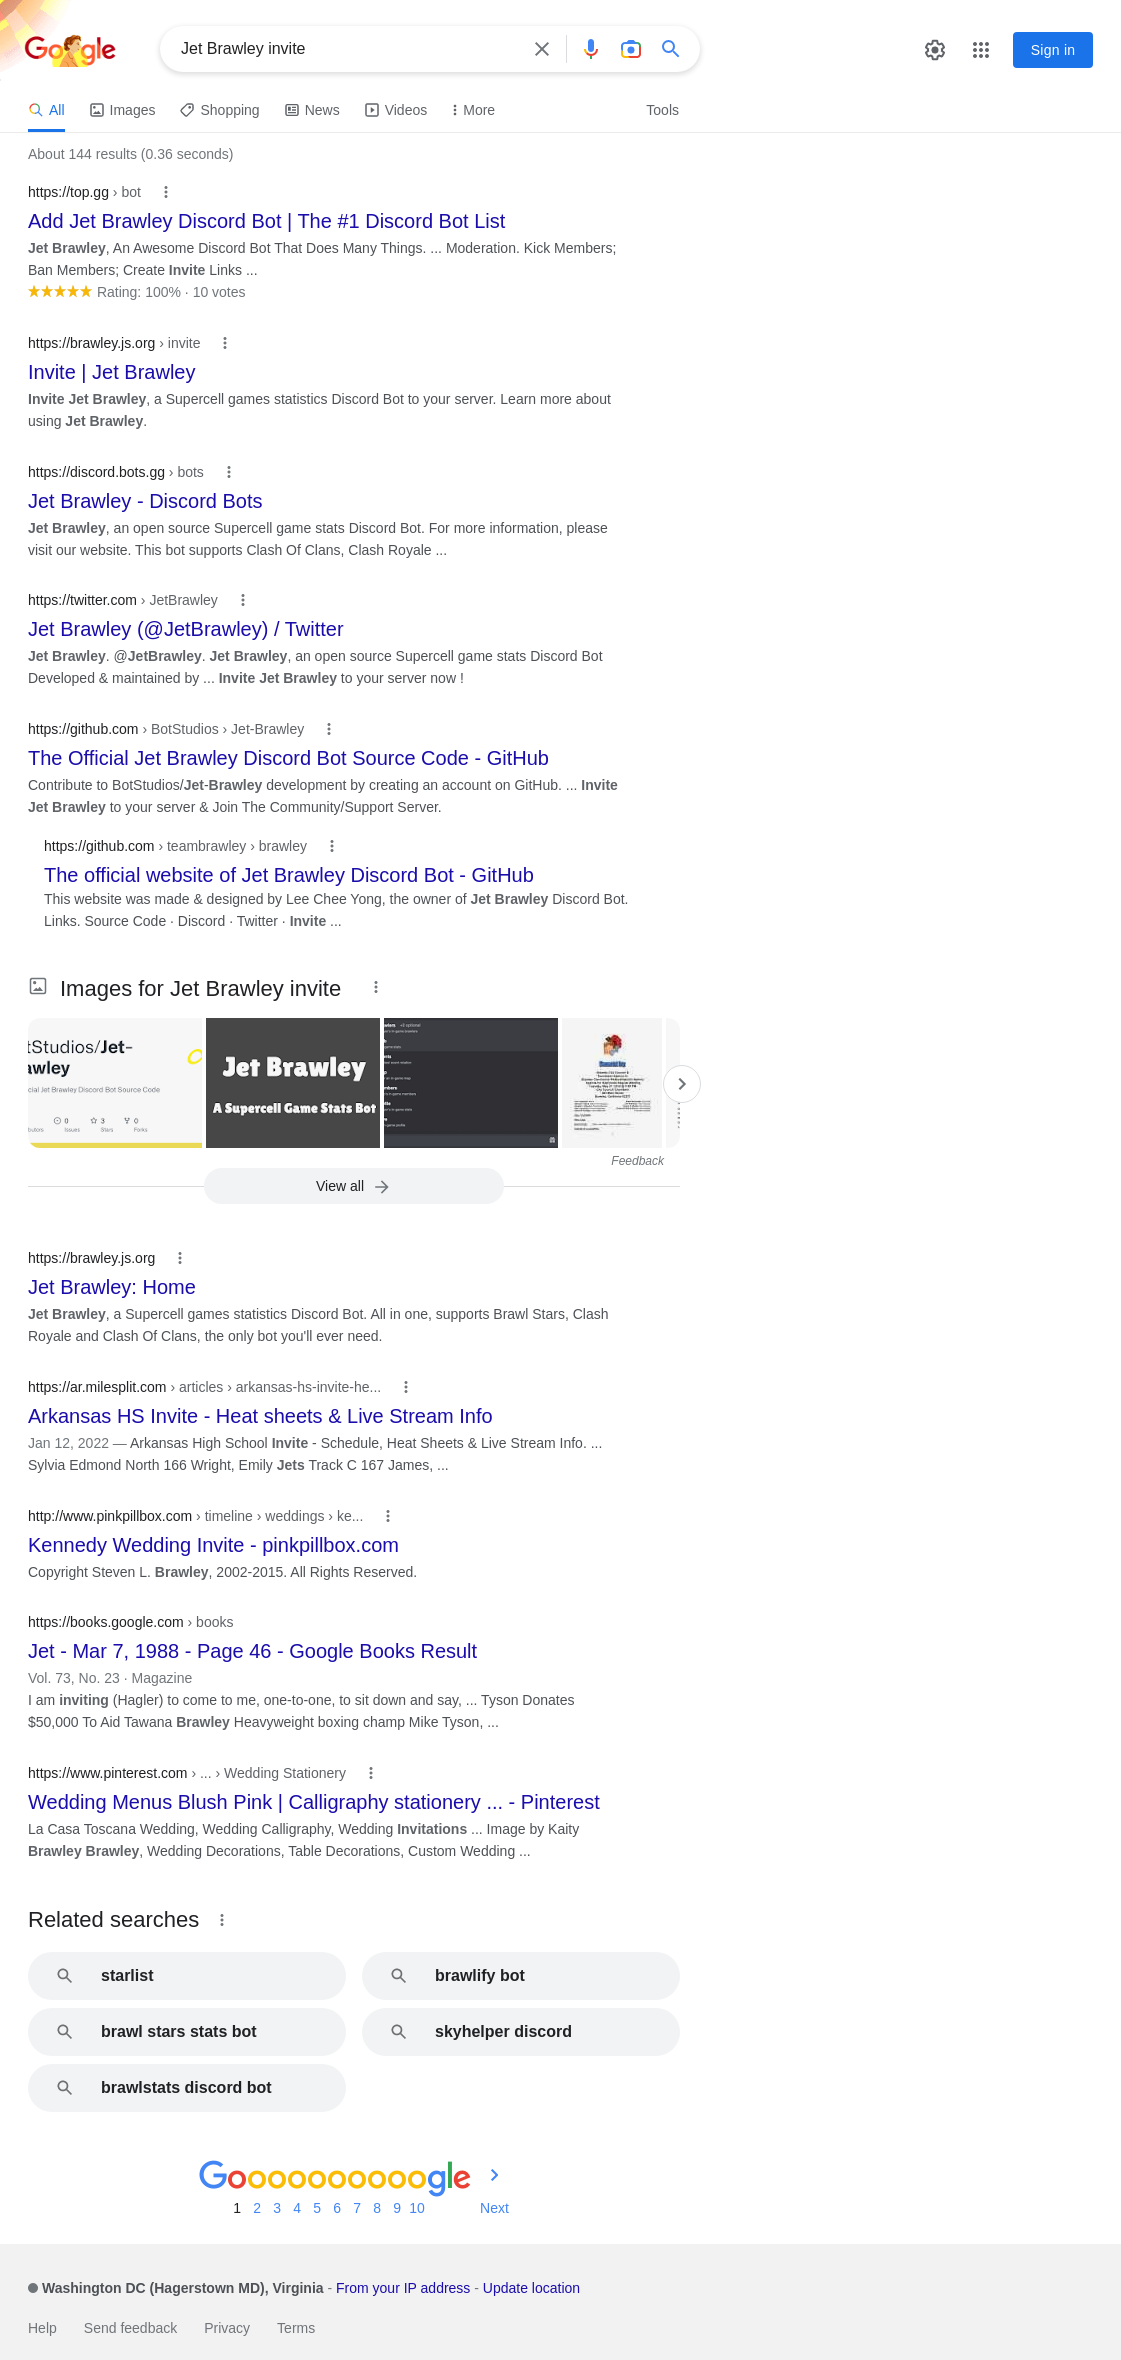 Google
Jet Brawley invite
Sign in
All Images Shopping News Videos More Tools
About 144 results (0.36 seconds)
https://top.gg › bot
Add Jet Brawley Discord Bot | The #1 Discord Bot List
Jet Brawley, An Awesome Discord Bot That Does Many Things. ... Moderation. Kick Members;
Ban Members; Create Invite Links ...
Rating: 100% · 10 votes
https://brawley.js.org › invite
Invite | Jet Brawley
Invite Jet Brawley, a Supercell games statistics Discord Bot to your server. Learn more about
using Jet Brawley.
https://discord.bots.gg › bots
Jet Brawley - Discord Bots
Jet Brawley, an open source Supercell game stats Discord Bot. For more information, please
visit our website. This bot supports Clash Of Clans, Clash Royale ...
https://twitter.com › JetBrawley
Jet Brawley (@JetBrawley) / Twitter
Jet Brawley. @JetBrawley. Jet Brawley, an open source Supercell game stats Discord Bot
Developed & maintained by ... Invite Jet Brawley to your server now !
https://github.com › BotStudios › Jet-Brawley
The Official Jet Brawley Discord Bot Source Code - GitHub
Contribute to BotStudios/Jet-Brawley development by creating an account on GitHub. ... Invite
Jet Brawley to your server & Join The Community/Support Server.
https://github.com › teambrawley › brawley
The official website of Jet Brawley Discord Bot - GitHub
This website was made & designed by Lee Chee Yong, the owner of Jet Brawley Discord Bot.
Links. Source Code · Discord · Twitter · Invite ...
Images for Jet Brawley invite
tStudios/Jet-
awley
cial Jet Brawley Discord Bot Source Code
0 3 0
Issues Stars Forks
Jet Brawley
A Supercell Game Stats Bot
Feedback
View all
https://brawley.js.org
Jet Brawley: Home
Jet Brawley, a Supercell games statistics Discord Bot. All in one, supports Brawl Stars, Clash
Royale and Clash Of Clans, the only bot you'll ever need.
https://ar.milesplit.com › articles › arkansas-hs-invite-he...
Arkansas HS Invite - Heat sheets & Live Stream Info
Jan 12, 2022 — Arkansas High School Invite - Schedule, Heat Sheets & Live Stream Info. ...
Sylvia Edmond North 166 Wright, Emily Jets Track C 167 James, ...
http://www.pinkpillbox.com › timeline › weddings › ke...
Kennedy Wedding Invite - pinkpillbox.com
Copyright Steven L. Brawley, 2002-2015. All Rights Reserved.
https://books.google.com › books
Jet - Mar 7, 1988 - Page 46 - Google Books Result
Vol. 73, No. 23 · Magazine
I am inviting (Hagler) to come to me, one-to-one, to sit down and say, ... Tyson Donates
$50,000 To Aid Tawana Brawley Heavyweight boxing champ Mike Tyson, ...
https://www.pinterest.com › ... › Wedding Stationery
Wedding Menus Blush Pink | Calligraphy stationery ... - Pinterest
La Casa Toscana Wedding, Wedding Calligraphy, Wedding Invitations ... Image by Kaity
Brawley Brawley, Wedding Decorations, Table Decorations, Custom Wedding ...
Related searches
starlist brawlify bot
brawl stars stats bot skyhelper discord
brawlstats discord bot
Goooooooooogle
1 2 3 4 5 6 7 8 9 10 Next
Washington DC (Hagerstown MD), Virginia - From your IP address - Update location
Help Send feedback Privacy Terms